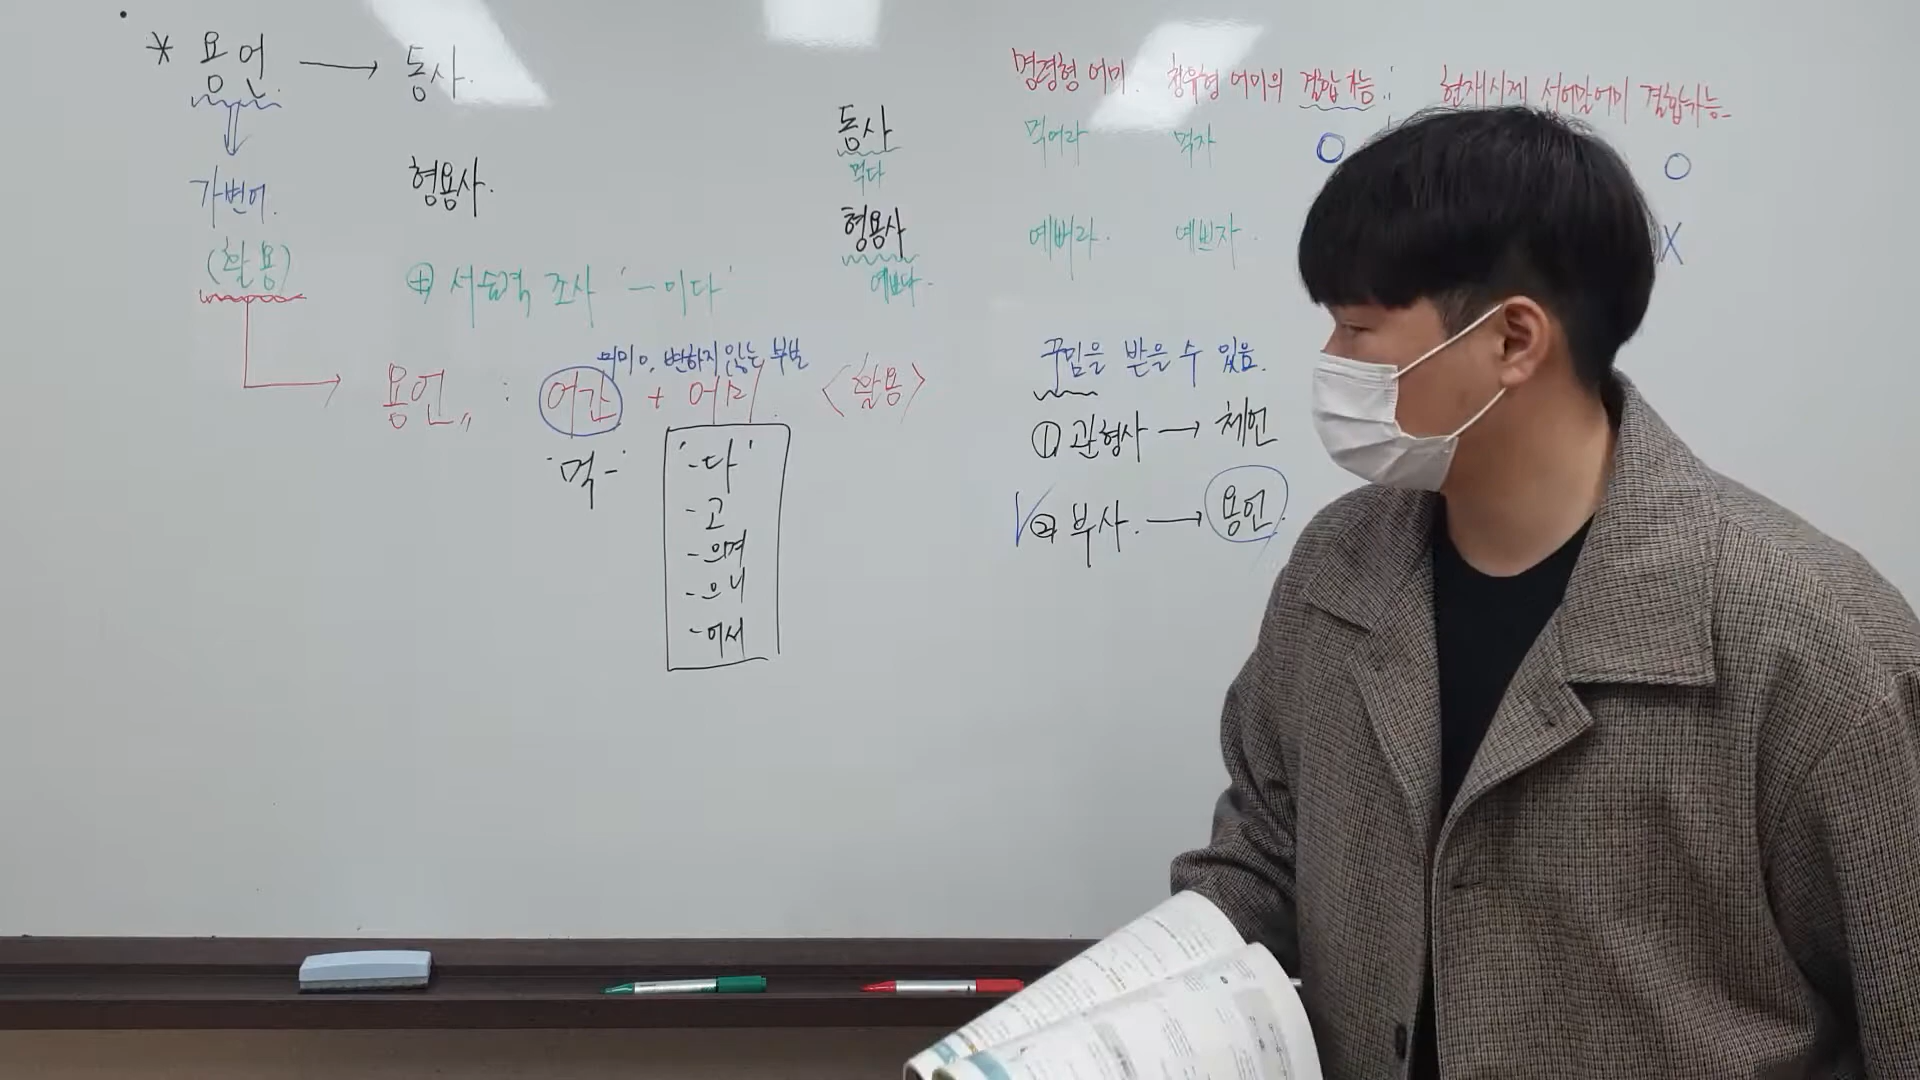 * 용언 → 동사.
가변어.
형용사.
(활용)
⊕ 서술격 조사 '-이다'
의미 O, 변하지 않는 부분
용언,, : 어간 + 어미. <활용>
'먹-'
'-다'
-고
-으며
-으니
-어서
명령형 어미. 청유형 어미의 결합 가능.; 현재시제 선어말어미 결합가능.
동사 먹어라 먹자 O O
먹다
형용사 예뻐라. 예쁘자. X
예쁘다.
꾸밈을 받을 수 있음.
① 관형사 → 체언
② 부사. → 용언.